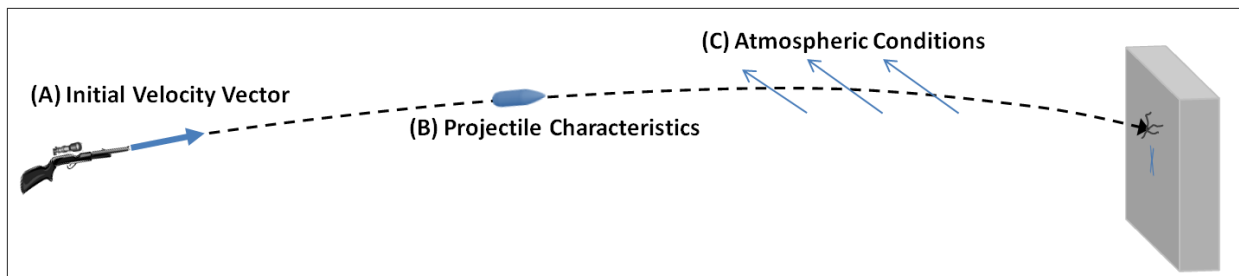 (C) Atmospheric Conditions
(A) Initial Velocity Vector
(B) Projectile Characteristics